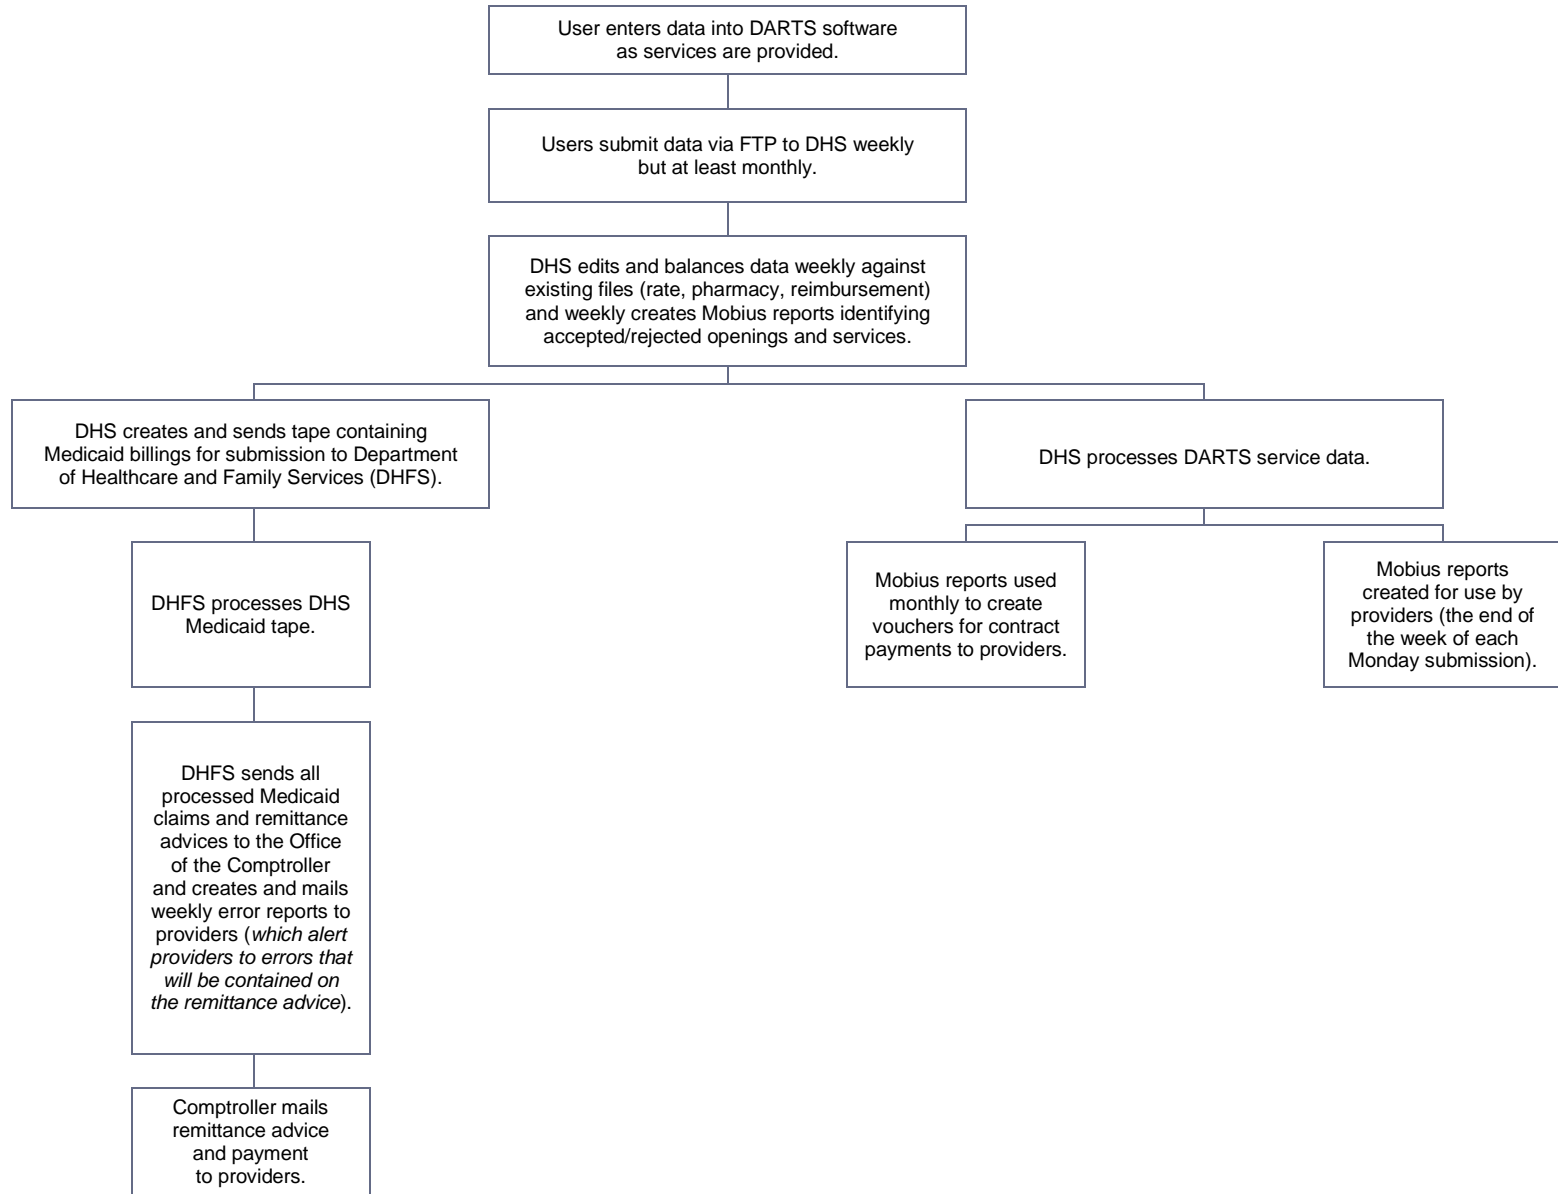 User enters data into DARTS software
as services are provided.
Users submit data via FTP to DHS weekly
but at least monthly.
DHS edits and balances data weekly against
existing files (rate, pharmacy, reimbursement)
and weekly creates Mobius reports identifying
accepted/rejected openings and services.
DHS creates and sends tape containing
Medicaid billings for submission to Department
of Healthcare and Family Services (DHFS).
DHS processes DARTS service data.
DHFS processes DHS
Medicaid tape.
Mobius reports used
monthly to create
vouchers for contract
payments to providers.
Mobius reports
created for use by
providers (the end of
the week of each
Monday submission).
DHFS sends all
processed Medicaid
claims and remittance
advices to the Office
of the Comptroller
and creates and mails
weekly error reports to
providers (which alert
providers to errors that
will be contained on
the remittance advice).
Comptroller mails
remittance advice
and payment
to providers.